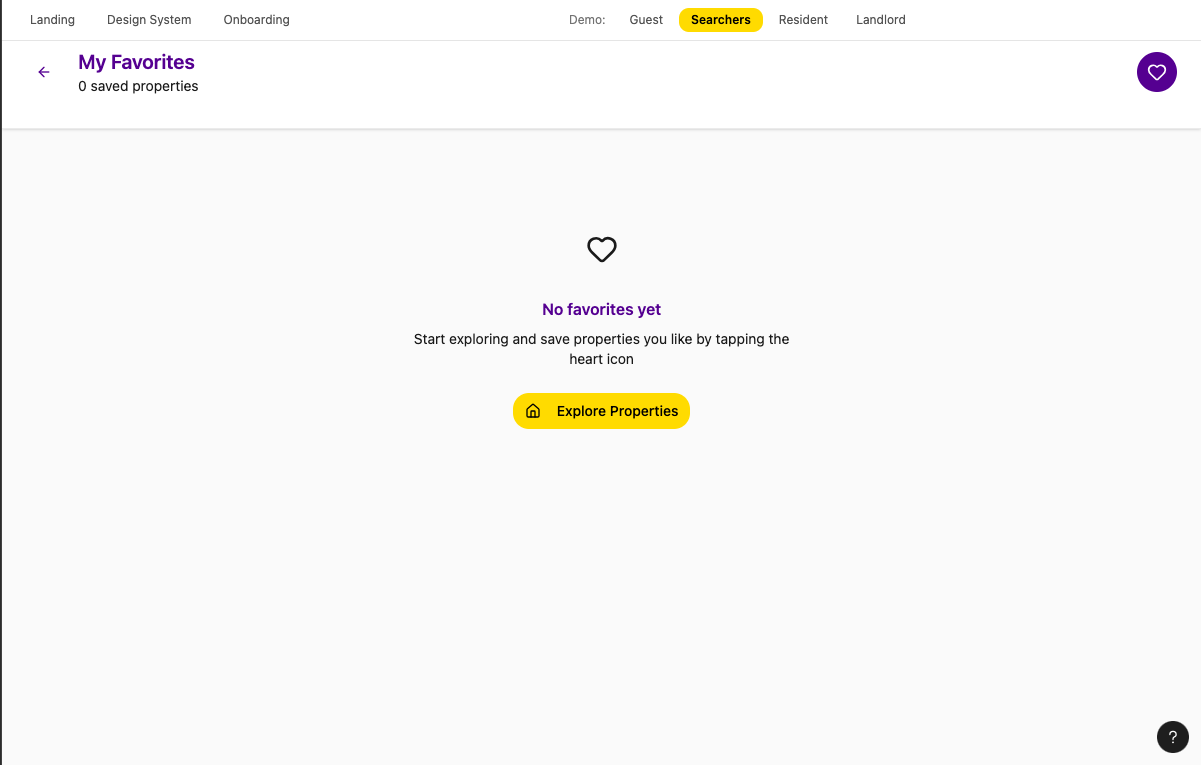 Landing Design System Onboarding Demo: Guest Searchers Resident Landlord
My Favorites
0 saved properties
No favorites yet
Start exploring and save properties you like by tapping the
heart icon
Explore Properties
?